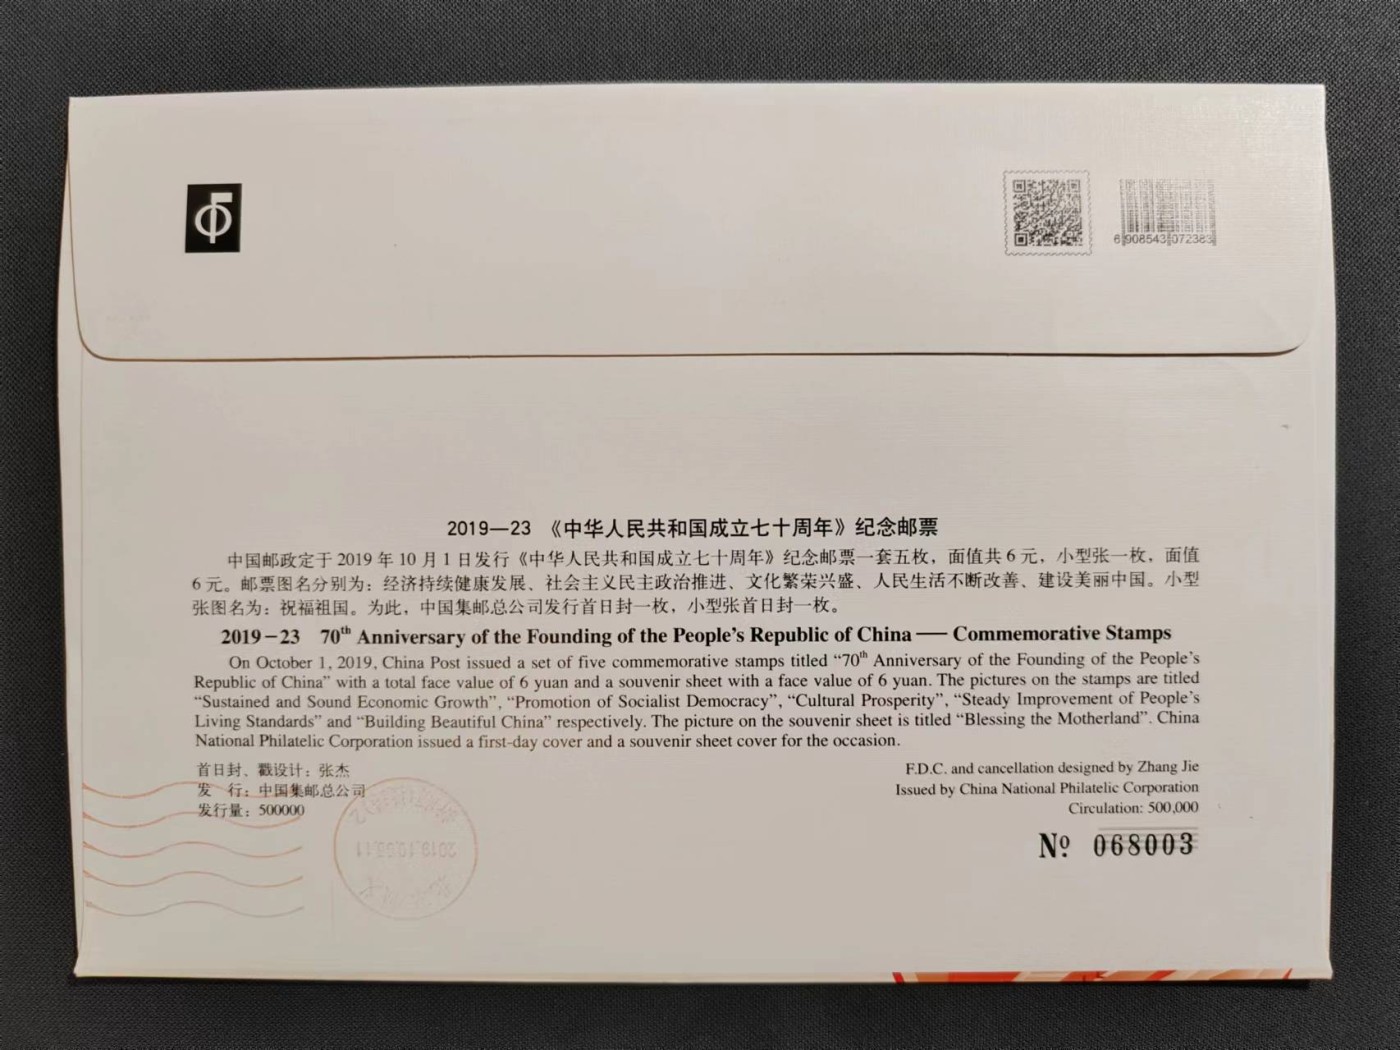 6 908543 072383
2019—23 《中华人民共和国成立七十周年》纪念邮票
中国邮政定于 2019 年 10 月 1 日发行《中华人民共和国成立七十周年》纪念邮票一套五枚，面值共 6 元，小型张一枚，面值
6 元。邮票图名分别为：经济持续健康发展、社会主义民主政治推进、文化繁荣兴盛、人民生活不断改善、建设美丽中国。小型
张图名为：祝福祖国。为此，中国集邮总公司发行首日封一枚，小型张首日封一枚。
2019－23 70th Anniversary of the Founding of the People's Republic of China — Commemorative Stamps
On October 1, 2019, China Post issued a set of five commemorative stamps titled “70th Anniversary of the Founding of the People's
Republic of China” with a total face value of 6 yuan and a souvenir sheet with a face value of 6 yuan. The pictures on the stamps are titled
“Sustained and Sound Economic Growth”, “Promotion of Socialist Democracy”, “Cultural Prosperity”, “Steady Improvement of People's
Living Standards” and “Building Beautiful China” respectively. The picture on the souvenir sheet is titled “Blessing the Motherland”. China
National Philatelic Corporation issued a first-day cover and a souvenir sheet cover for the occasion.
首日封、戳设计：张杰
发　行：中国集邮总公司
发行量：500000
F.D.C. and cancellation designed by Zhang Jie
Issued by China National Philatelic Corporation
Circulation: 500,000
№ 068003